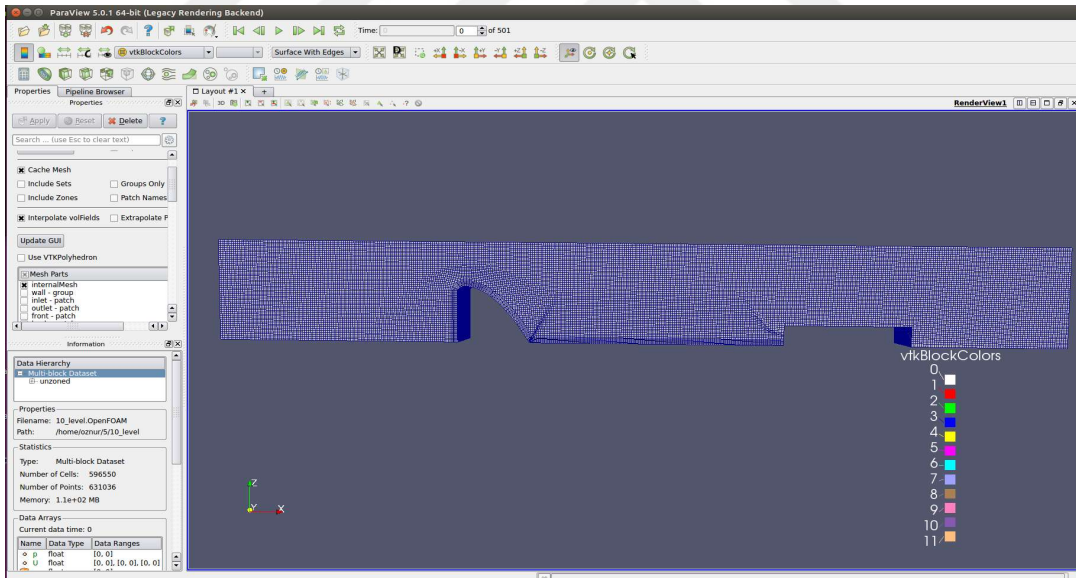 ParaView 5.0.1 64-bit (Legacy Rendering Backend)
Time: 0 0 of 501
vtkBlockColors Surface With Edges
Properties Pipeline Browser Layout #1
Properties 3D RenderView1
Apply Reset Delete ?
Search ... (use Esc to clear text)
Cache Mesh
Include Sets Groups Only
Include Zones Patch Names
Interpolate volFields Extrapolate P
Update GUI
Use VTKPolyhedron
Mesh Parts
internalMesh
wall - group
inlet - patch
outlet - patch
front - patch
Information
Data Hierarchy
Multi-block Dataset
unzoned
Properties
Filename: 10_level.OpenFOAM
Path: /home/oznur/5/10_level
Statistics
Type: Multi-block Dataset
Number of Cells: 596550
Number of Points: 631036
Memory: 1.1e+02 MB
Data Arrays
Current data time: 0
Name Data Type Data Ranges
p float [0, 0]
U float [0, 0], [0, 0], [0, 0]
vtkBlockColors
0
1
2
3
4
5
6
7
8
9
10
11
Z
Y X